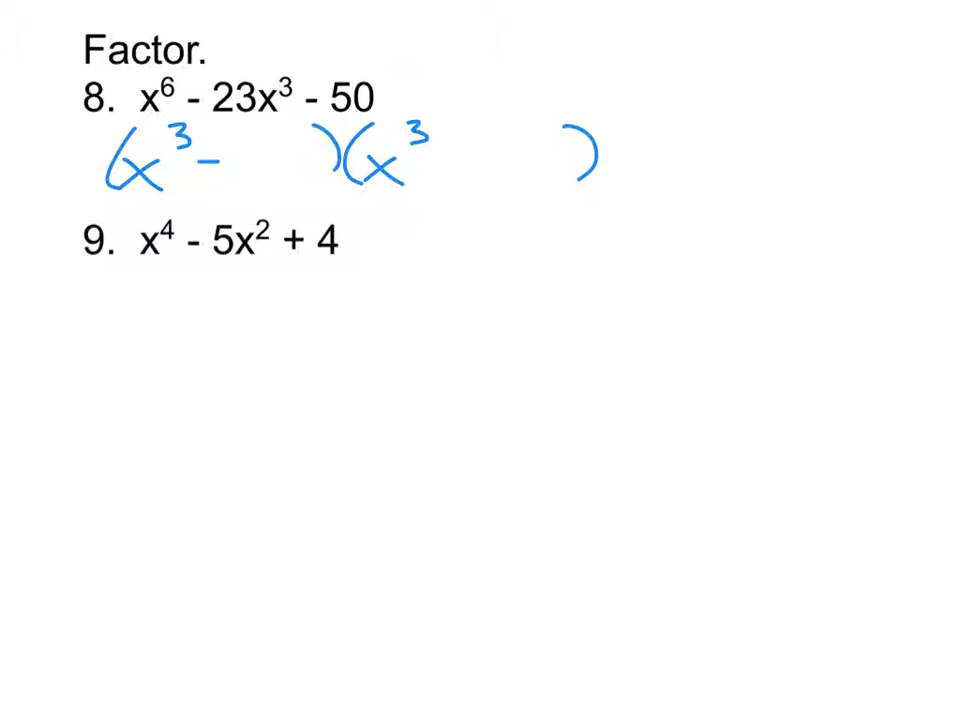 Factor.
8. x⁶ - 23x³ - 50
(x³ -    )(x³    )
9. x⁴ - 5x² + 4